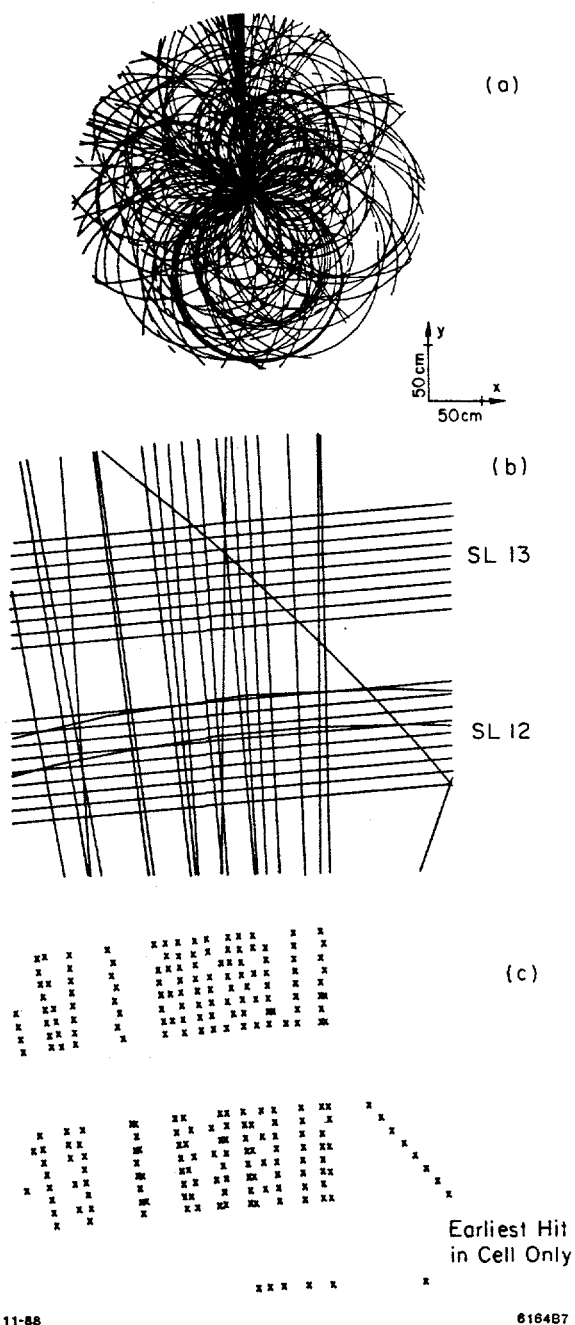 (a)
y
50cm
x
50cm
(b)
SL 13
SL 12
(c)
Earliest Hit
in Cell Only
11-88
6164B7